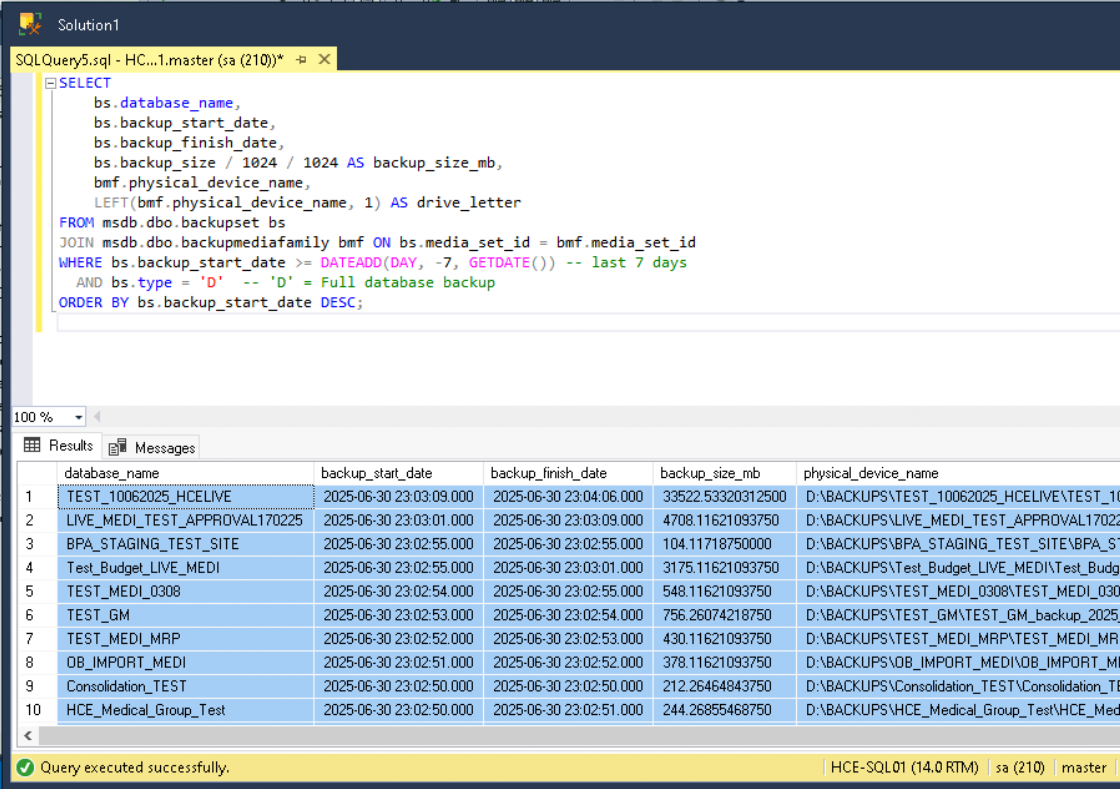 Solution1
SQLQuery5.sql - HC...1.master (sa (210))*
SELECT
bs.database_name,
bs.backup_start_date,
bs.backup_finish_date,
bs.backup_size / 1024 / 1024 AS backup_size_mb,
bmf.physical_device_name,
LEFT(bmf.physical_device_name, 1) AS drive_letter
FROM msdb.dbo.backupset bs
JOIN msdb.dbo.backupmediafamily bmf ON bs.media_set_id = bmf.media_set_id
WHERE bs.backup_start_date >= DATEADD(DAY, -7, GETDATE()) -- last 7 days
AND bs.type = 'D'  -- 'D' = Full database backup
ORDER BY bs.backup_start_date DESC;
100 %
Results Messages
database_name backup_start_date backup_finish_date backup_size_mb physical_device_name
1 TEST_10062025_HCELIVE 2025-06-30 23:03:09.000 2025-06-30 23:04:06.000 33522.53320312500 D:\BACKUPS\TEST_10062025_HCELIVE\TEST_10
2 LIVE_MEDI_TEST_APPROVAL170225 2025-06-30 23:03:01.000 2025-06-30 23:03:09.000 4708.11621093750 D:\BACKUPS\LIVE_MEDI_TEST_APPROVAL17022
3 BPA_STAGING_TEST_SITE 2025-06-30 23:02:55.000 2025-06-30 23:02:55.000 104.11718750000 D:\BACKUPS\BPA_STAGING_TEST_SITE\BPA_S
4 Test_Budget_LIVE_MEDI 2025-06-30 23:02:55.000 2025-06-30 23:03:01.000 3175.11621093750 D:\BACKUPS\Test_Budget_LIVE_MEDI\Test_Budg
5 TEST_MEDI_0308 2025-06-30 23:02:54.000 2025-06-30 23:02:55.000 548.11621093750 D:\BACKUPS\TEST_MEDI_0308\TEST_MEDI_030
6 TEST_GM 2025-06-30 23:02:53.000 2025-06-30 23:02:54.000 756.26074218750 D:\BACKUPS\TEST_GM\TEST_GM_backup_2025_
7 TEST_MEDI_MRP 2025-06-30 23:02:52.000 2025-06-30 23:02:53.000 430.11621093750 D:\BACKUPS\TEST_MEDI_MRP\TEST_MEDI_MR
8 OB_IMPORT_MEDI 2025-06-30 23:02:51.000 2025-06-30 23:02:52.000 378.11621093750 D:\BACKUPS\OB_IMPORT_MEDI\OB_IMPORT_M
9 Consolidation_TEST 2025-06-30 23:02:50.000 2025-06-30 23:02:50.000 212.26464843750 D:\BACKUPS\Consolidation_TEST\Consolidation_TE
10 HCE_Medical_Group_Test 2025-06-30 23:02:50.000 2025-06-30 23:02:51.000 244.26855468750 D:\BACKUPS\HCE_Medical_Group_Test\HCE_Med
Query executed successfully. HCE-SQL01 (14.0 RTM) sa (210) master